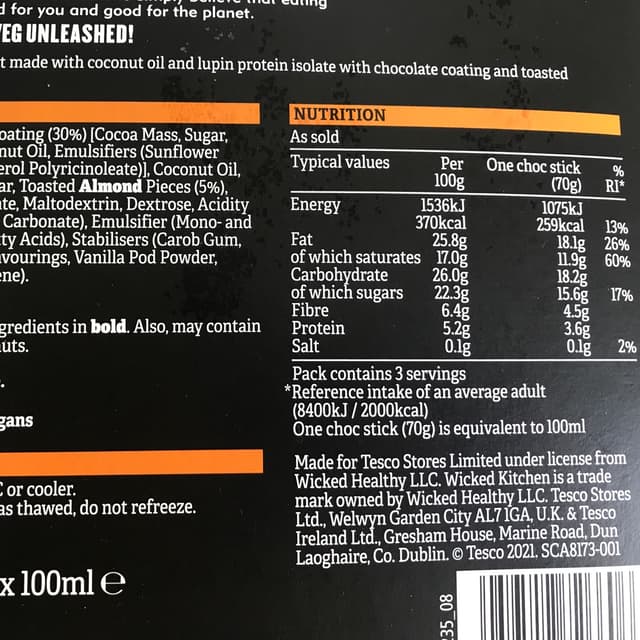 d for you and good for the planet.
VEG UNLEASHED!
t made with coconut oil and lupin protein isolate with chocolate coating and toasted
oating (30%) [Cocoa Mass, Sugar,
nut Oil, Emulsifiers (Sunflower
erol Polyricinoleate)], Coconut Oil,
ar, Toasted Almond Pieces (5%),
te, Maltodextrin, Dextrose, Acidity
Carbonate), Emulsifier (Mono- and
ty Acids), Stabilisers (Carob Gum,
vourings, Vanilla Pod Powder,
ene).
gredients in bold. Also, may contain
uts.
gans
C or cooler.
as thawed, do not refreeze.
x 100ml e
NUTRITION
As sold
Typical values Per 100g One choc stick (70g) % RI*
Energy 1536kJ 1075kJ
370kcal 259kcal 13%
Fat 25.8g 18.1g 26%
of which saturates 17.0g 11.9g 60%
Carbohydrate 26.0g 18.2g
of which sugars 22.3g 15.6g 17%
Fibre 6.4g 4.5g
Protein 5.2g 3.6g
Salt 0.1g 0.1g 2%
Pack contains 3 servings
*Reference intake of an average adult
(8400kJ / 2000kcal)
One choc stick (70g) is equivalent to 100ml
Made for Tesco Stores Limited under license from
Wicked Healthy LLC. Wicked Kitchen is a trade
mark owned by Wicked Healthy LLC. Tesco Stores
Ltd., Welwyn Garden City AL7 1GA, U.K. & Tesco
Ireland Ltd., Gresham House, Marine Road, Dun
Laoghaire, Co. Dublin. © Tesco 2021. SCA8173-001
35_08